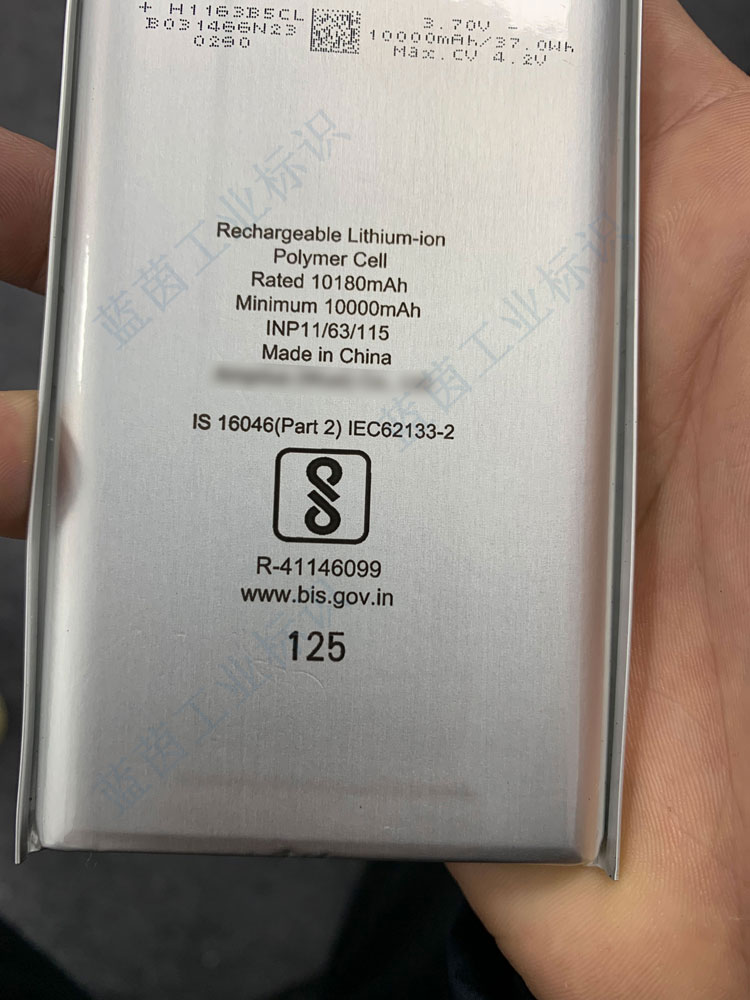 + H1163B5CL
B031466N23
0290
3.70V -
10000mAh/37.0Wh
Max.CV 4.2V
Rechargeable Lithium-ion
Polymer Cell
Rated 10180mAh
Minimum 10000mAh
INP11/63/115
Made in China
IS 16046(Part 2) IEC62133-2
R-41146099
www.bis.gov.in
125
蓝茵工业标识
蓝茵工业标识
蓝茵工业标识